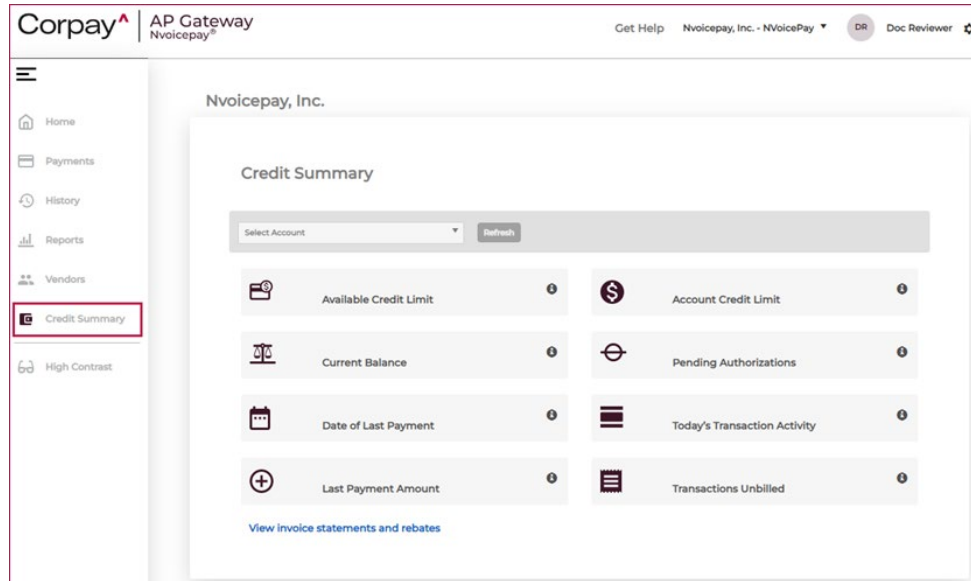 Corpay^ AP Gateway
Nvoicepay®
Get Help
Nvoicepay, Inc. - NVoicePay
DR
Doc Reviewer
Home
Payments
History
Reports
Vendors
Credit Summary
High Contrast
Nvoicepay, Inc.
Credit Summary
Select Account
Refresh
Available Credit Limit
Account Credit Limit
Current Balance
Pending Authorizations
Date of Last Payment
Today's Transaction Activity
Last Payment Amount
Transactions Unbilled
View invoice statements and rebates